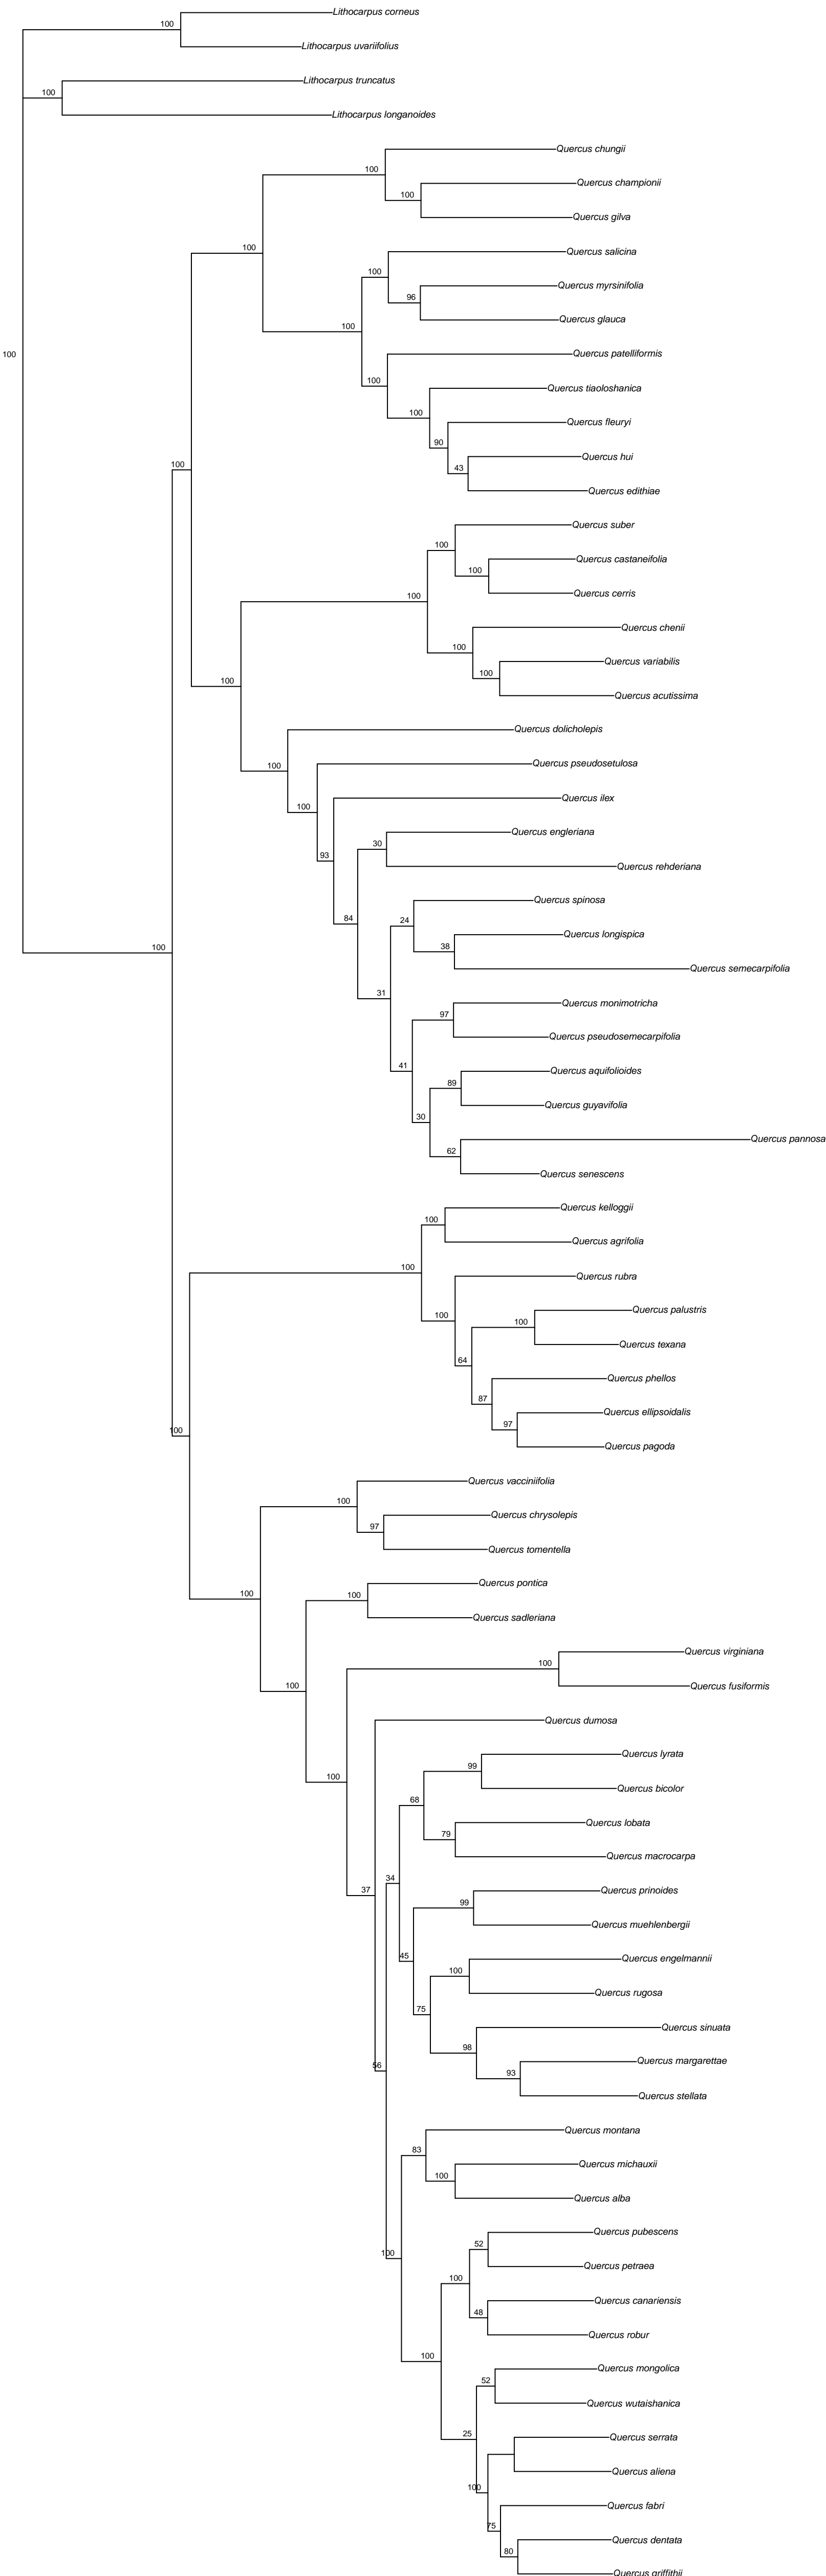 Lithocarpus corneus
100
Lithocarpus uvariifolius
Lithocarpus truncatus
100
Lithocarpus longanoides
Quercus chungii
100
Quercus championii
100
Quercus gilva
100
Quercus salicina
100
Quercus myrsinifolia
96
Quercus glauca
100
100
Quercus patelliformis
100
Quercus tiaoloshanica
100
Quercus fleuryi
90
Quercus hui
43
100
Quercus edithiae
Quercus suber
100
Quercus castaneifolia
100
Quercus cerris
100
Quercus chenii
100
Quercus variabilis
100
100
Quercus acutissima
Quercus dolicholepis
100
Quercus pseudosetulosa
100
Quercus ilex
Quercus engleriana
30
93
Quercus rehderiana
Quercus spinosa
24
84
Quercus longispica
38
100
Quercus semecarpifolia
31
Quercus monimotricha
97
Quercus pseudosemecarpifolia
41
Quercus aquifolioides
89
Quercus guyavifolia
30
Quercus pannosa
62
Quercus senescens
Quercus kelloggii
100
Quercus agrifolia
100
Quercus rubra
Quercus palustris
100
100
Quercus texana
64
Quercus phellos
87
Quercus ellipsoidalis
97
100
Quercus pagoda
Quercus vacciniifolia
100
Quercus chrysolepis
97
Quercus tomentella
Quercus pontica
100
100
Quercus sadleriana
Quercus virginiana
100
100
Quercus fusiformis
Quercus dumosa
Quercus lyrata
99
100
Quercus bicolor
68
Quercus lobata
79
Quercus macrocarpa
34
37
Quercus prinoides
99
Quercus muehlenbergii
45
Quercus engelmannii
100
Quercus rugosa
75
Quercus sinuata
98
Quercus margarettae
56
93
Quercus stellata
Quercus montana
83
Quercus michauxii
100
Quercus alba
Quercus pubescens
52
100
Quercus petraea
100
Quercus canariensis
48
Quercus robur
100
Quercus mongolica
52
Quercus wutaishanica
25
Quercus serrata
Quercus aliena
100
Quercus fabri
75
Quercus dentata
80
Quercus griffithii